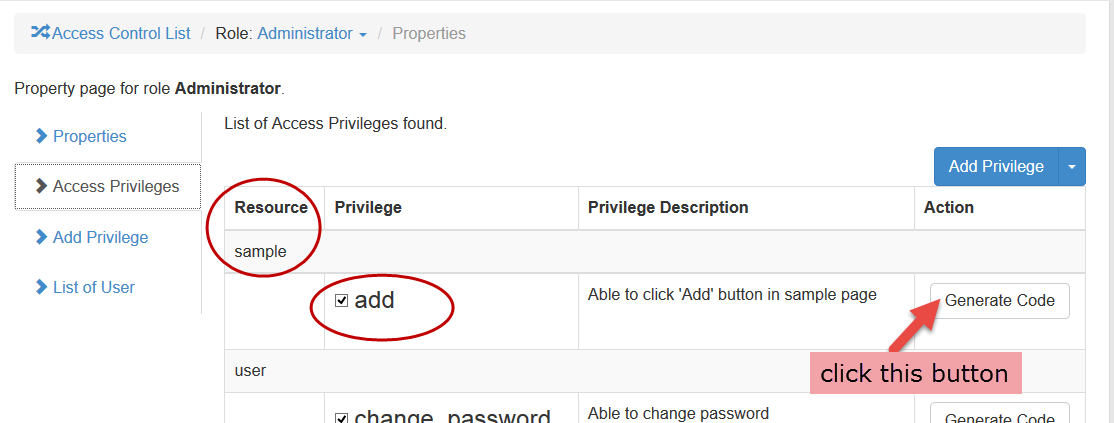 Access Control List / Role: Administrator / Properties
Property page for role Administrator.
Properties
Access Privileges
Add Privilege
List of User
List of Access Privileges found.
Add Privilege
Resource Privilege Privilege Description Action
sample
add Able to click 'Add' button in sample page Generate Code
click this button
user
change_password Able to change password Generate Code